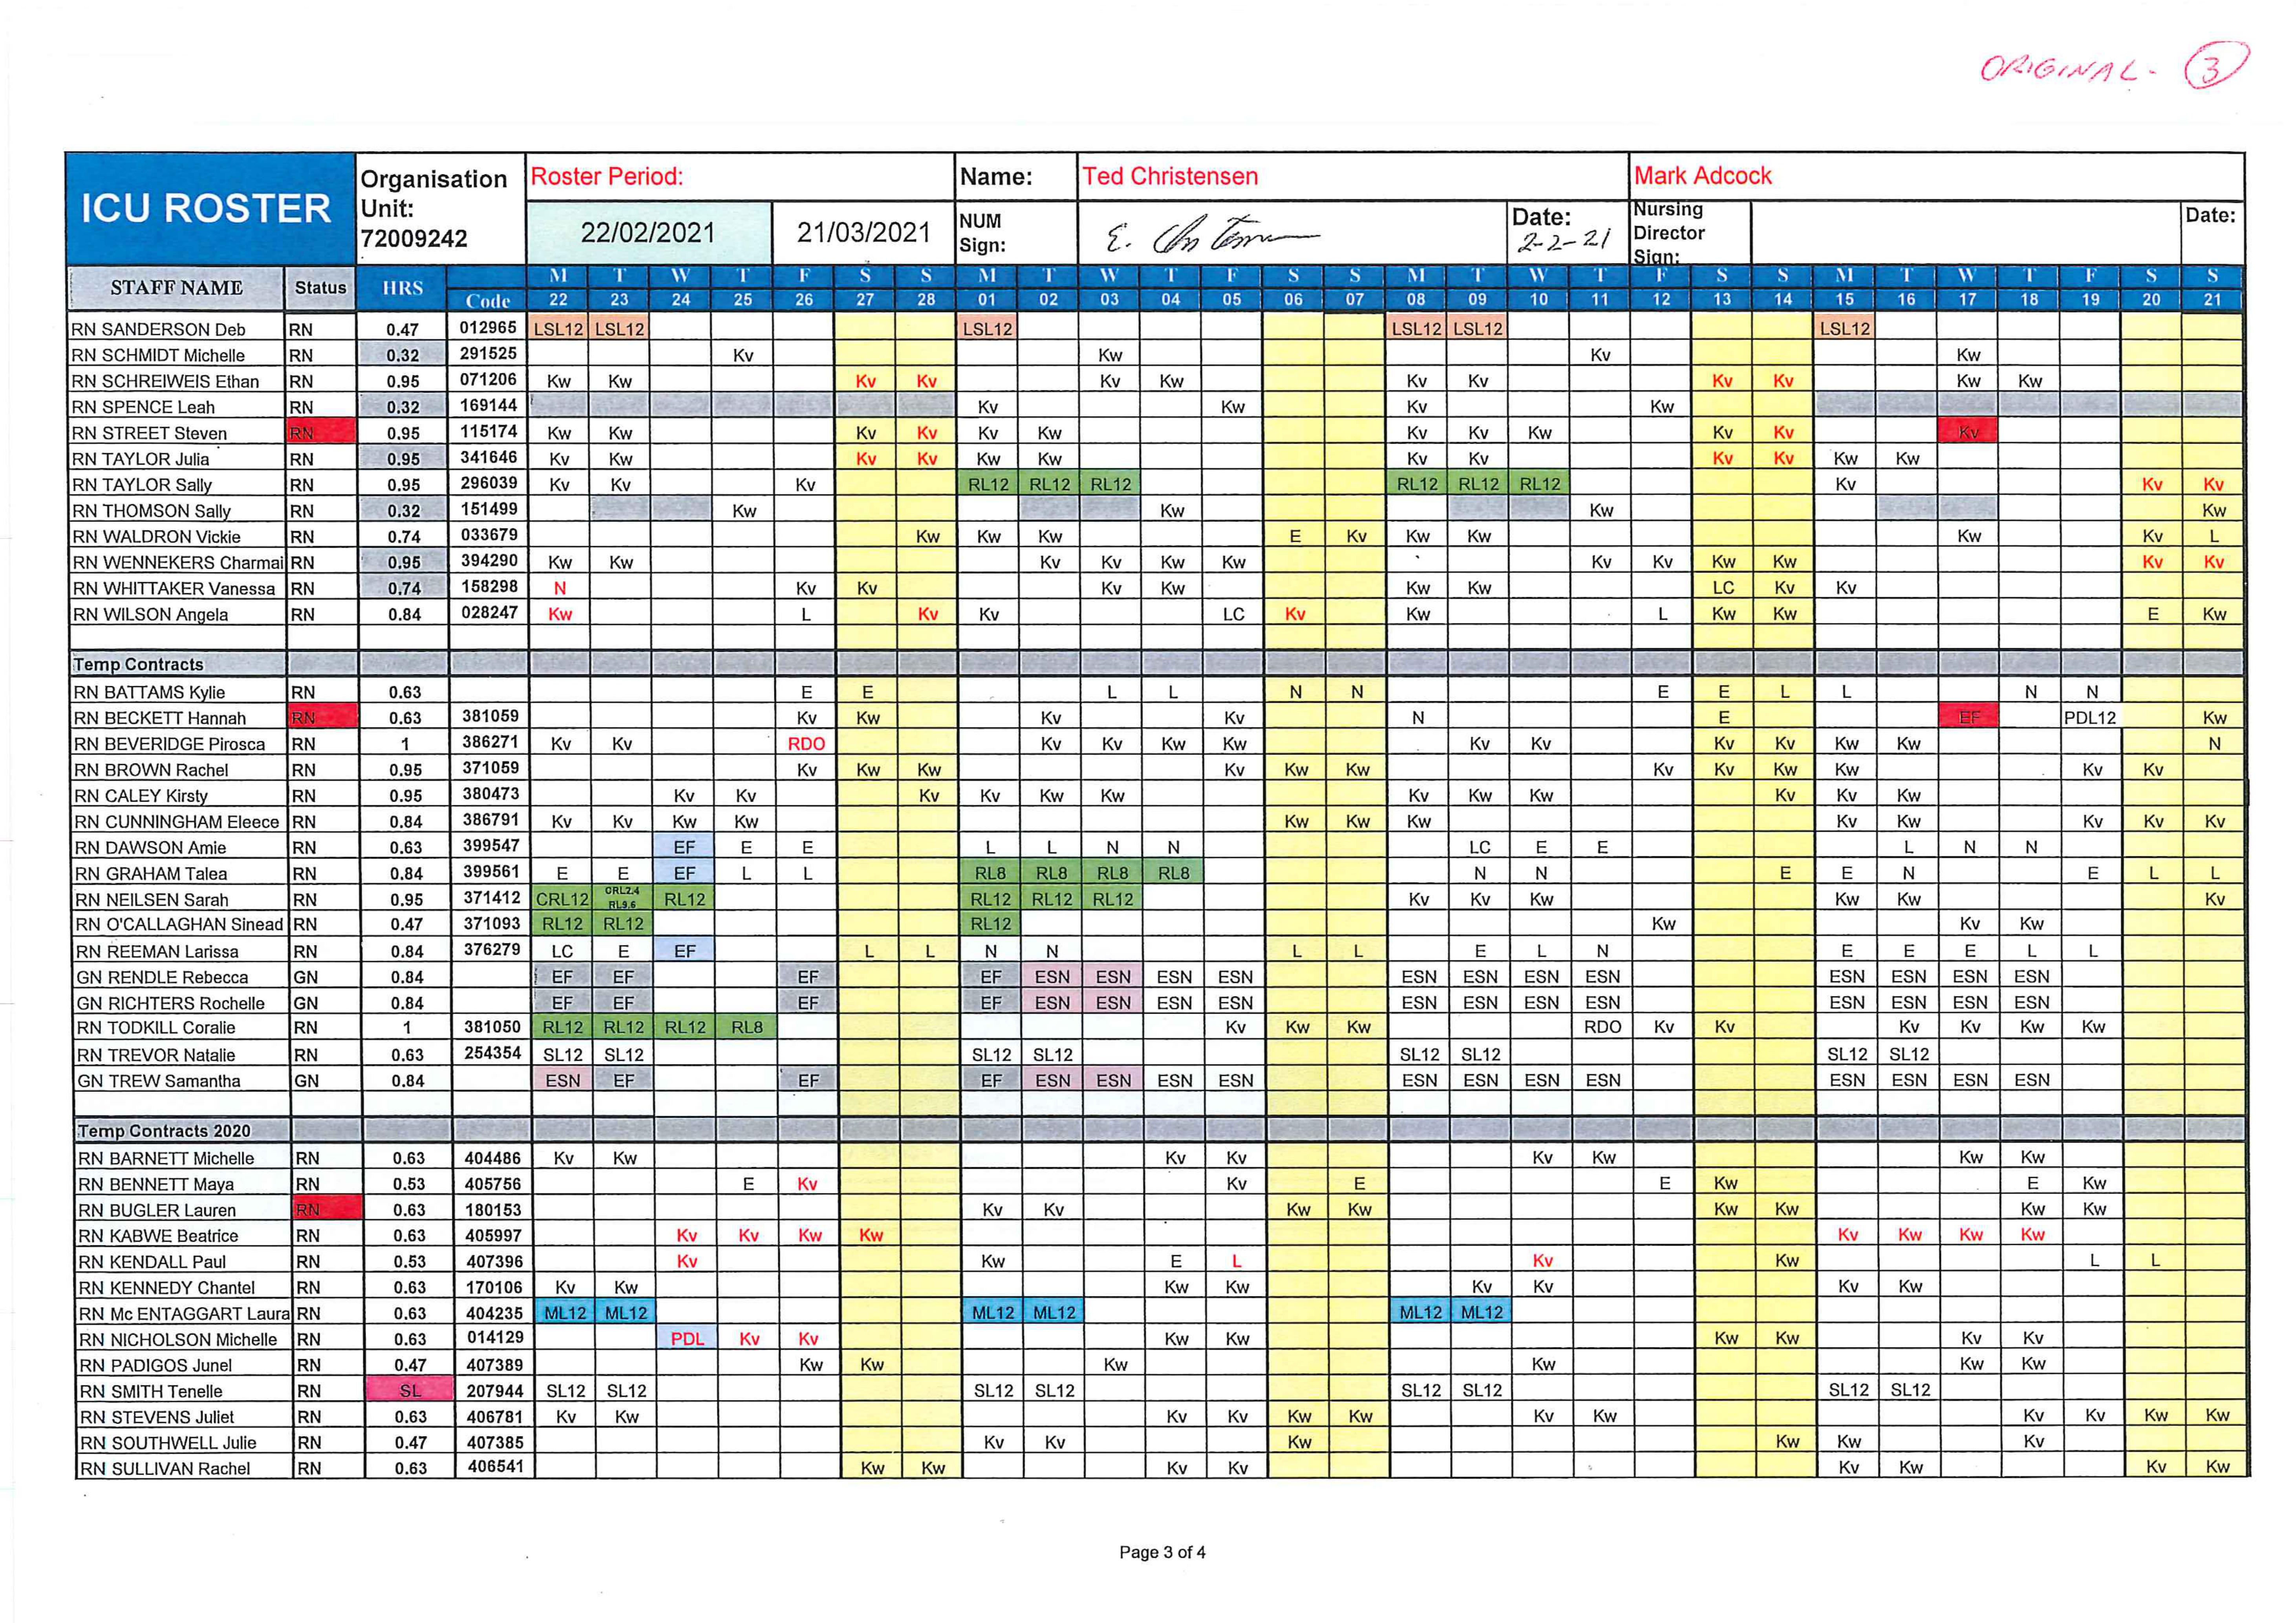 ORIGINAL - 3
ICU ROSTER
Organisation Unit: 72009242
Roster Period:
22/02/2021 21/03/2021
Name: Ted Christensen Mark Adcock
NUM Sign: Date: 2-2-21 Nursing Director Sign: Date:
STAFF NAME Status HRS Code M T W T F S S M T W T F S S M T W T F S S M T W T F S S
22 23 24 25 26 27 28 01 02 03 04 05 06 07 08 09 10 11 12 13 14 15 16 17 18 19 20 21
RN SANDERSON Deb RN 0.47 012965 LSL12 LSL12 LSL12 LSL12 LSL12 LSL12
RN SCHMIDT Michelle RN 0.32 291525 Kv Kw Kv Kw
RN SCHREIWEIS Ethan RN 0.95 071206 Kw Kw Kv Kv Kv Kw Kv Kv Kv Kv Kw Kw
RN SPENCE Leah RN 0.32 169144 Kv Kw Kv Kw
RN STREET Steven RN 0.95 115174 Kw Kw Kv Kv Kv Kw Kv Kv Kw Kv Kv Kv
RN TAYLOR Julia RN 0.95 341646 Kv Kw Kv Kv Kw Kw Kv Kv Kv Kv Kw Kw
RN TAYLOR Sally RN 0.95 296039 Kv Kv Kv RL12 RL12 RL12 RL12 RL12 RL12 Kv Kv Kv
RN THOMSON Sally RN 0.32 151499 Kw Kw Kw Kw
RN WALDRON Vickie RN 0.74 033679 Kw Kw Kw E Kv Kw Kw Kw Kv L
RN WENNEKERS Charmai RN 0.95 394290 Kw Kw Kv Kv Kw Kw Kv Kv Kw Kw Kv Kv
RN WHITTAKER Vanessa RN 0.74 158298 N Kv Kv Kv Kw Kw Kw LC Kv Kv
RN WILSON Angela RN 0.84 028247 Kw L Kv Kv LC Kv Kw L Kw Kw E Kw
Temp Contracts
RN BATTAMS Kylie RN 0.63 E E L L N N E E L L N N
RN BECKETT Hannah RN 0.63 381059 Kv Kw Kv Kv N E EF PDL12 Kw
RN BEVERIDGE Pirosca RN 1 386271 Kv Kv RDO Kv Kv Kw Kw Kv Kv Kv Kv Kw Kw N
RN BROWN Rachel RN 0.95 371059 Kv Kw Kw Kv Kw Kw Kv Kv Kw Kw Kv Kv
RN CALEY Kirsty RN 0.95 380473 Kv Kv Kv Kv Kw Kw Kv Kw Kw Kv Kv Kw
RN CUNNINGHAM Eleece RN 0.84 386791 Kv Kv Kw Kw Kw Kw Kw Kv Kw Kv Kv Kv
RN DAWSON Amie RN 0.63 399547 EF E E L L N N LC E E L N N
RN GRAHAM Talea RN 0.84 399561 E E EF L L RL8 RL8 RL8 RL8 N N E E N E L L
RN NEILSEN Sarah RN 0.95 371412 CRL12 CRL2.4 RL9.6 RL12 RL12 RL12 RL12 Kv Kv Kw Kw Kw Kv
RN O'CALLAGHAN Sinead RN 0.47 371093 RL12 RL12 RL12 Kw Kv Kw
RN REEMAN Larissa RN 0.84 376279 LC E EF L L N N L L E L N E E E L L
GN RENDLE Rebecca GN 0.84 EF EF EF EF ESN ESN ESN ESN ESN ESN ESN ESN ESN ESN ESN ESN
GN RICHTERS Rochelle GN 0.84 EF EF EF EF ESN ESN ESN ESN ESN ESN ESN ESN ESN ESN ESN ESN
RN TODKILL Coralie RN 1 381050 RL12 RL12 RL12 RL8 Kv Kw Kw RDO Kv Kv Kv Kv Kw Kw
RN TREVOR Natalie RN 0.63 254354 SL12 SL12 SL12 SL12 SL12 SL12 SL12 SL12
GN TREW Samantha GN 0.84 ESN EF EF EF ESN ESN ESN ESN ESN ESN ESN ESN ESN ESN ESN ESN
Temp Contracts 2020
RN BARNETT Michelle RN 0.63 404486 Kv Kw Kv Kv Kv Kw Kw Kw
RN BENNETT Maya RN 0.53 405756 E Kv Kv E E Kw E Kw
RN BUGLER Lauren RN 0.63 180153 Kv Kv Kw Kw Kw Kw Kw Kw
RN KABWE Beatrice RN 0.63 405997 Kv Kv Kw Kw Kv Kw Kw Kw
RN KENDALL Paul RN 0.53 407396 Kv Kw E L Kv Kw L L
RN KENNEDY Chantel RN 0.63 170106 Kv Kw Kw Kw Kv Kv Kv Kw
RN Mc ENTAGGART Laura RN 0.63 404235 ML12 ML12 ML12 ML12 ML12 ML12
RN NICHOLSON Michelle RN 0.63 014129 PDL Kv Kv Kw Kw Kw Kw Kv Kv
RN PADIGOS Junel RN 0.47 407389 Kw Kw Kw Kw Kw Kw
RN SMITH Tenelle RN SL 207944 SL12 SL12 SL12 SL12 SL12 SL12 SL12 SL12
RN STEVENS Juliet RN 0.63 406781 Kv Kw Kv Kv Kw Kw Kv Kw Kv Kv Kw Kw
RN SOUTHWELL Julie RN 0.47 407385 Kv Kv Kw Kw Kw Kv
RN SULLIVAN Rachel RN 0.63 406541 Kw Kw Kv Kv Kv Kw Kv Kw
Page 3 of 4